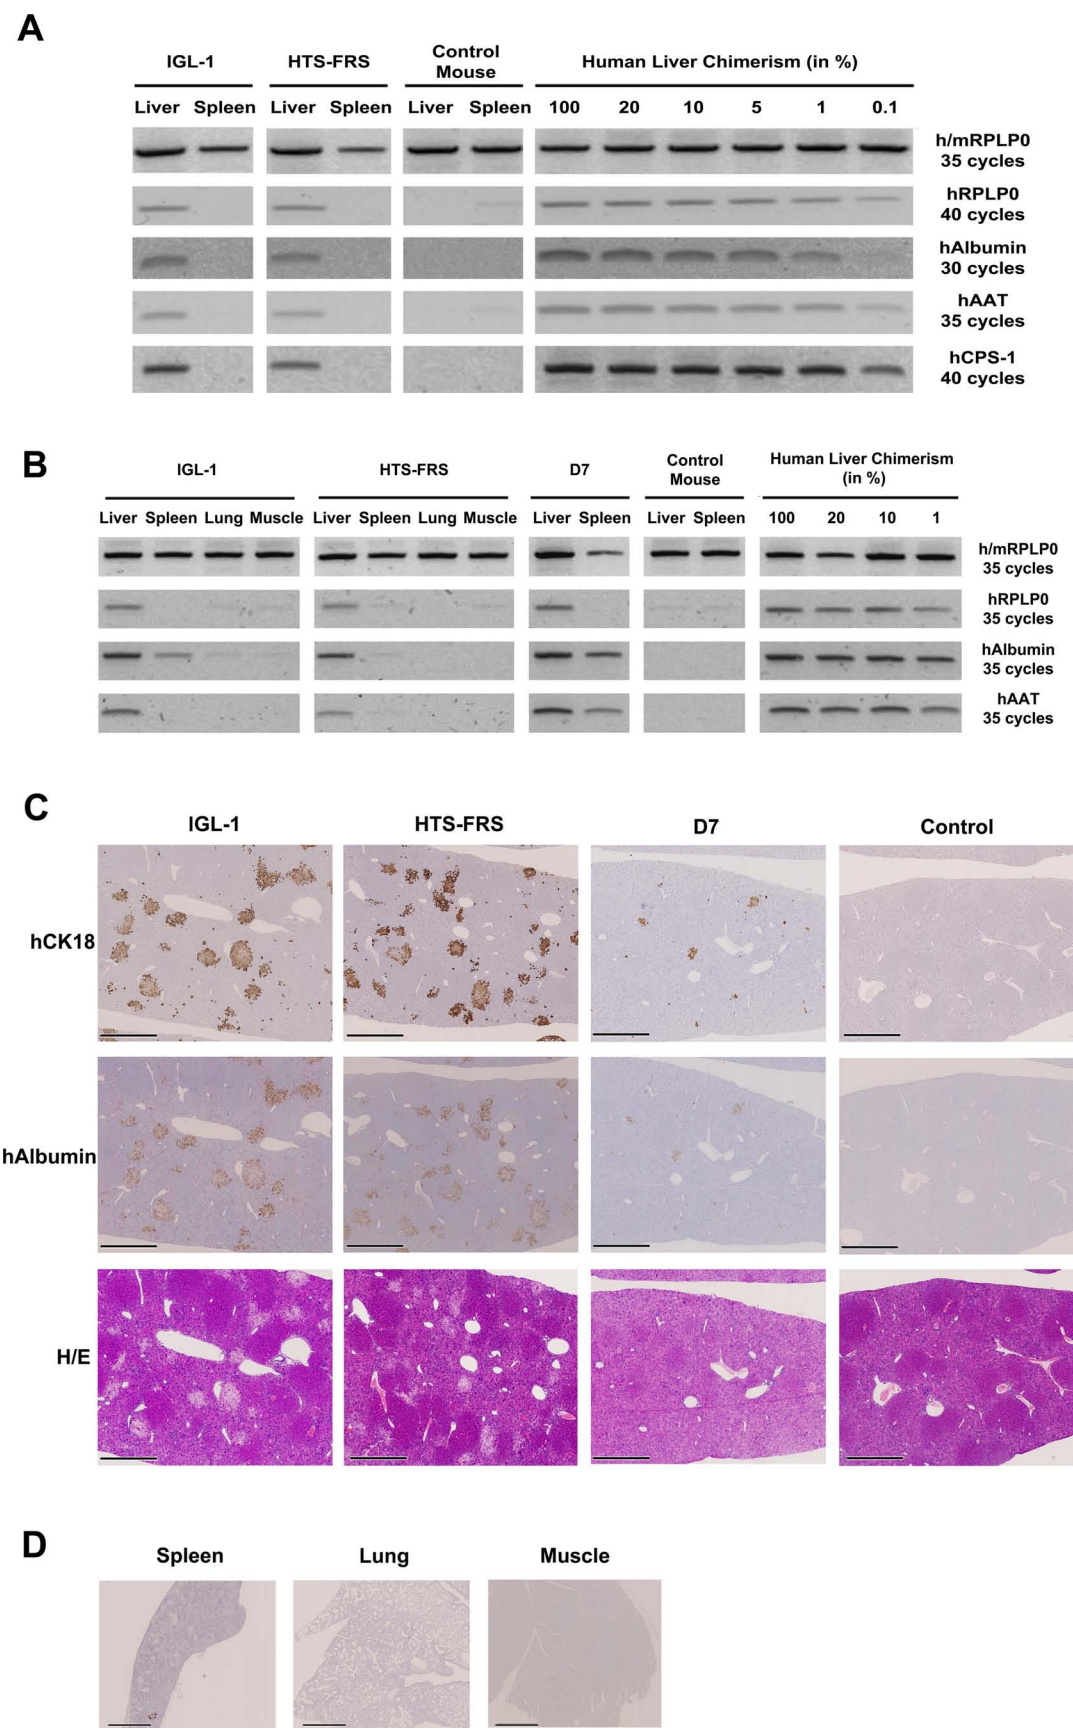 A
IGL-1 HTS-FRS Control Mouse Human Liver Chimerism (in %)
Liver Spleen Liver Spleen Liver Spleen 100 20 10 5 1 0.1
h/mRPLP0
35 cycles
hRPLP0
40 cycles
hAlbumin
30 cycles
hAAT
35 cycles
hCPS-1
40 cycles
B
IGL-1 HTS-FRS D7 Control Mouse Human Liver Chimerism (in %)
Liver Spleen Lung Muscle Liver Spleen Lung Muscle Liver Spleen Liver Spleen 100 20 10 1
h/mRPLP0
35 cycles
hRPLP0
35 cycles
hAlbumin
35 cycles
hAAT
35 cycles
C
IGL-1 HTS-FRS D7 Control
hCK18
hAlbumin
H/E
D
Spleen Lung Muscle